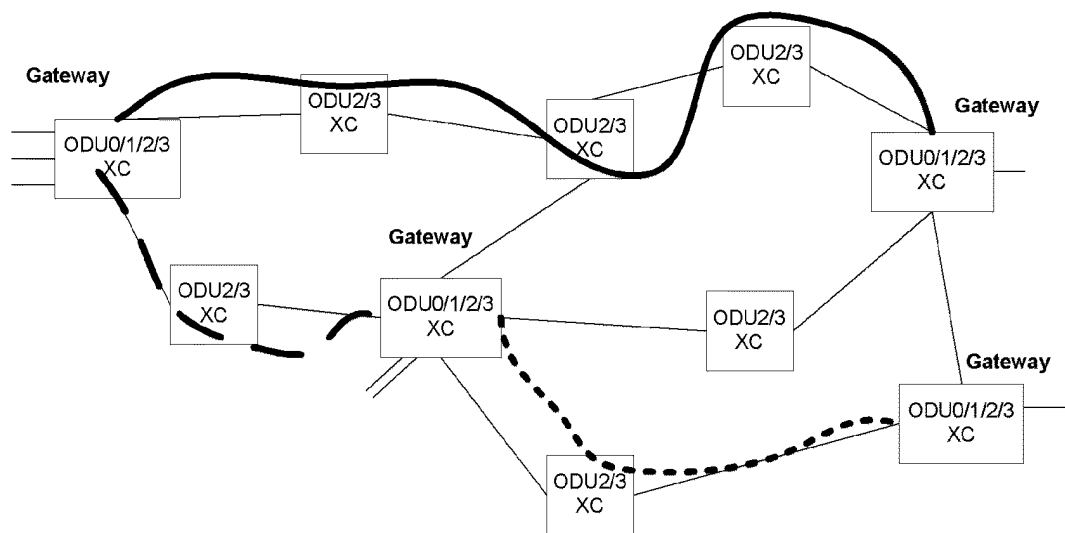 ODU2/3
XC
Gateway
ODU2/3
XC
Gateway
ODU2/3
XC
ODU0/1/2/3
XC
ODU0/1/2/3
XC
Gateway
ODU2/3
XC
ODU0/1/2/3
XC
ODU2/3
XC
Gateway
ODU0/1/2/3
XC
ODU2/3
XC